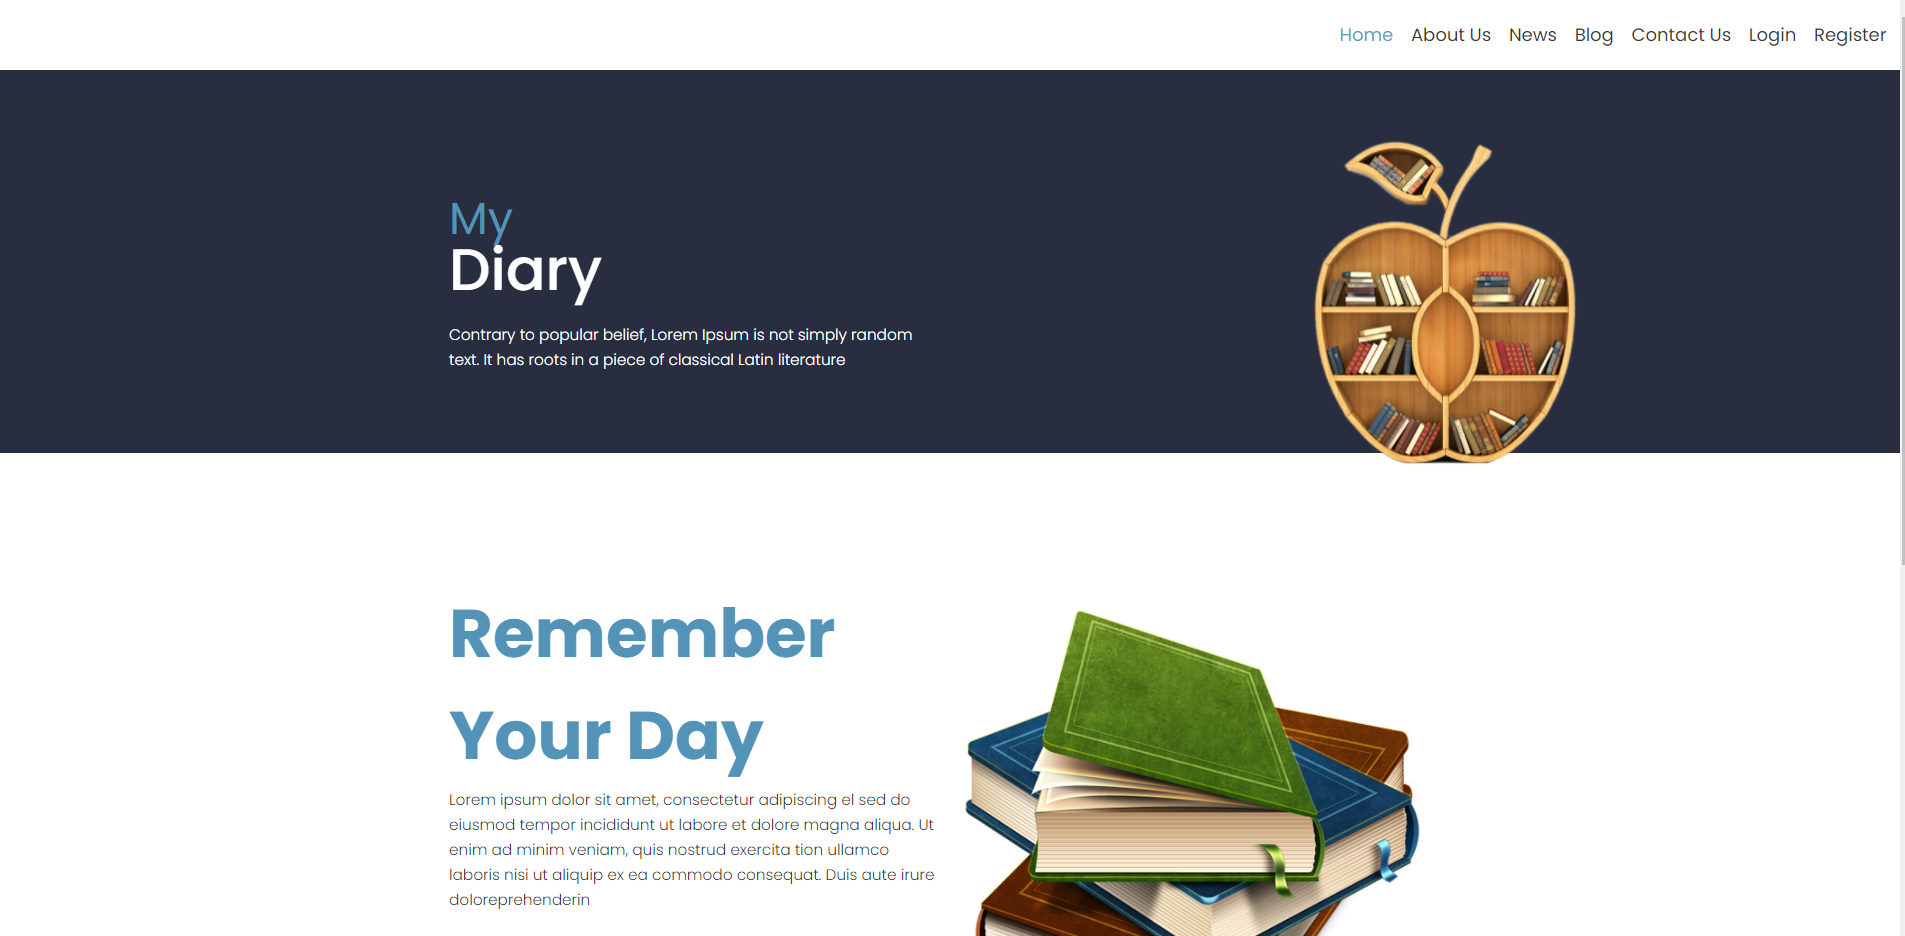 Home About Us News Blog Contact Us Login Register
My
Diary
Contrary to popular belief, Lorem Ipsum is not simply random
text. It has roots in a piece of classical Latin literature
Remember
Your Day
Lorem ipsum dolor sit amet, consectetur adipiscing el sed do
eiusmod tempor incididunt ut labore et dolore magna aliqua. Ut
enim ad minim veniam, quis nostrud exercita tion ullamco
laboris nisi ut aliquip ex ea commodo consequat. Duis aute irure
doloreprehenderin